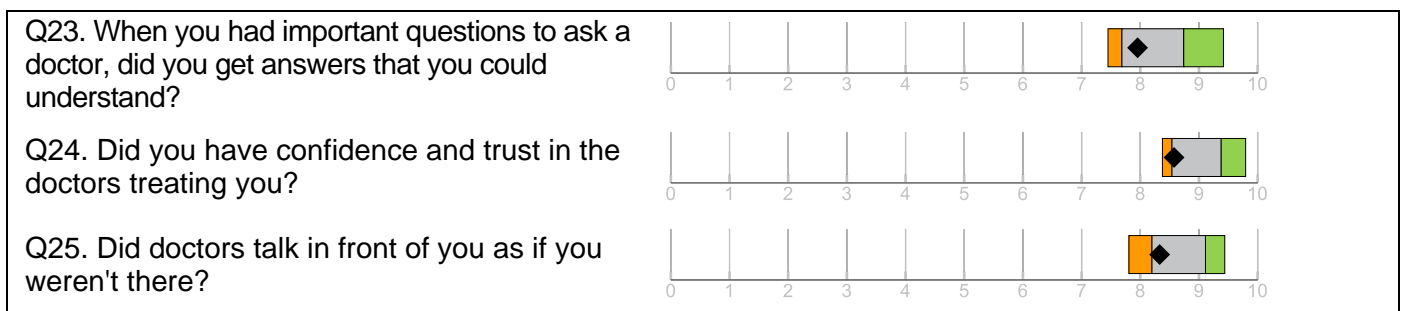 Q23. When you had important questions to ask a
doctor, did you get answers that you could
understand?
0 1 2 3 4 5 6 7 8 9 10
Q24. Did you have confidence and trust in the
doctors treating you?
0 1 2 3 4 5 6 7 8 9 10
Q25. Did doctors talk in front of you as if you
weren't there?
0 1 2 3 4 5 6 7 8 9 10